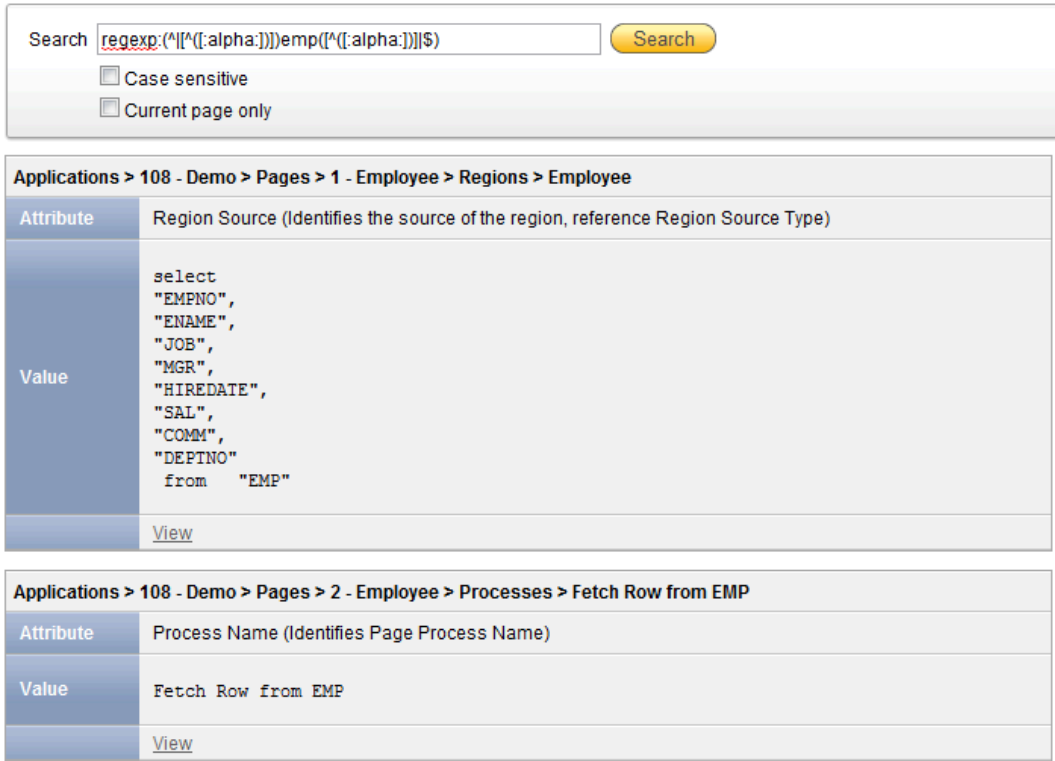 Search regexp:(^|[^([:alpha:])])emp([^([:alpha:])]|$) Search
Case sensitive
Current page only
Applications > 108 - Demo > Pages > 1 - Employee > Regions > Employee
Attribute Region Source (Identifies the source of the region, reference Region Source Type)
Value
select
"EMPNO",
"ENAME",
"JOB",
"MGR",
"HIREDATE",
"SAL",
"COMM",
"DEPTNO"
from "EMP"
View
Applications > 108 - Demo > Pages > 2 - Employee > Processes > Fetch Row from EMP
Attribute Process Name (Identifies Page Process Name)
Value Fetch Row from EMP
View